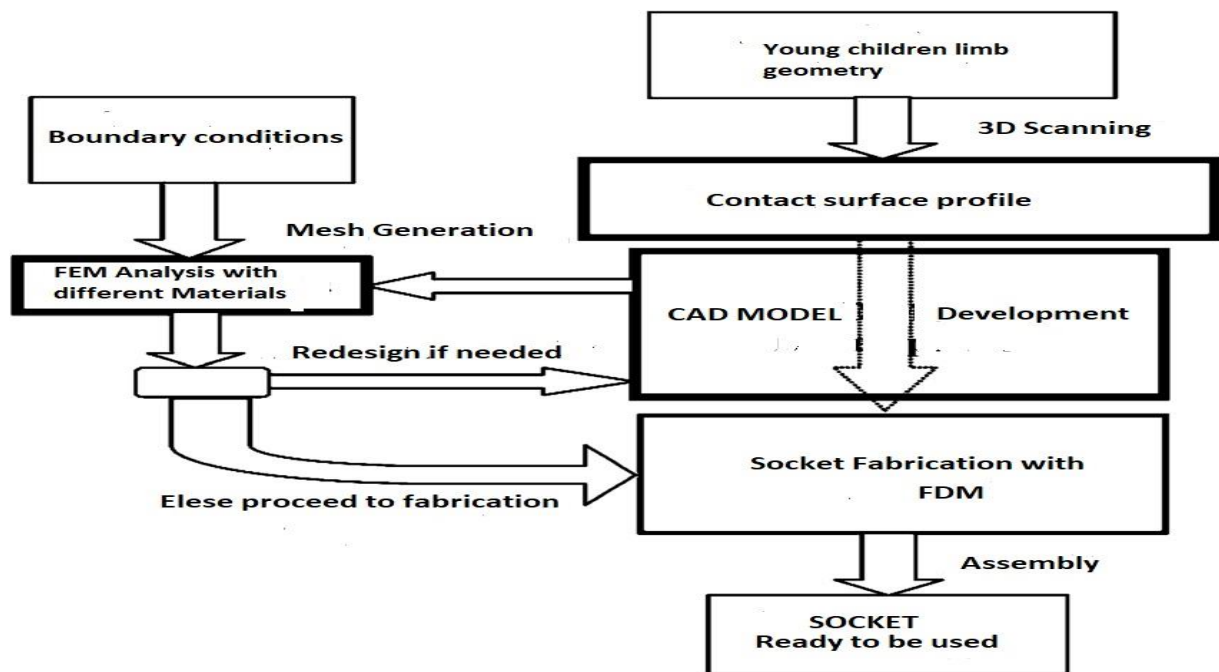 Young children limb
geometry
Boundary conditions
3D Scanning
Contact surface profile
Mesh Generation
FEM Analysis with
different Materials
CAD MODEL Development
Redesign if needed
Socket Fabrication with
FDM
Elese proceed to fabrication
Assembly
SOCKET
Ready to be used